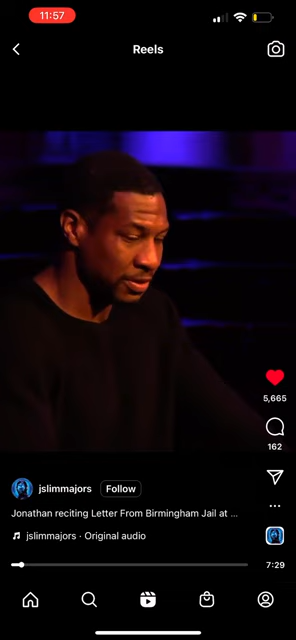 11:57
Reels
5,665
162
jslimmajors Follow
Jonathan reciting Letter From Birmingham Jail at ...
jslimmajors · Original audio
7:29